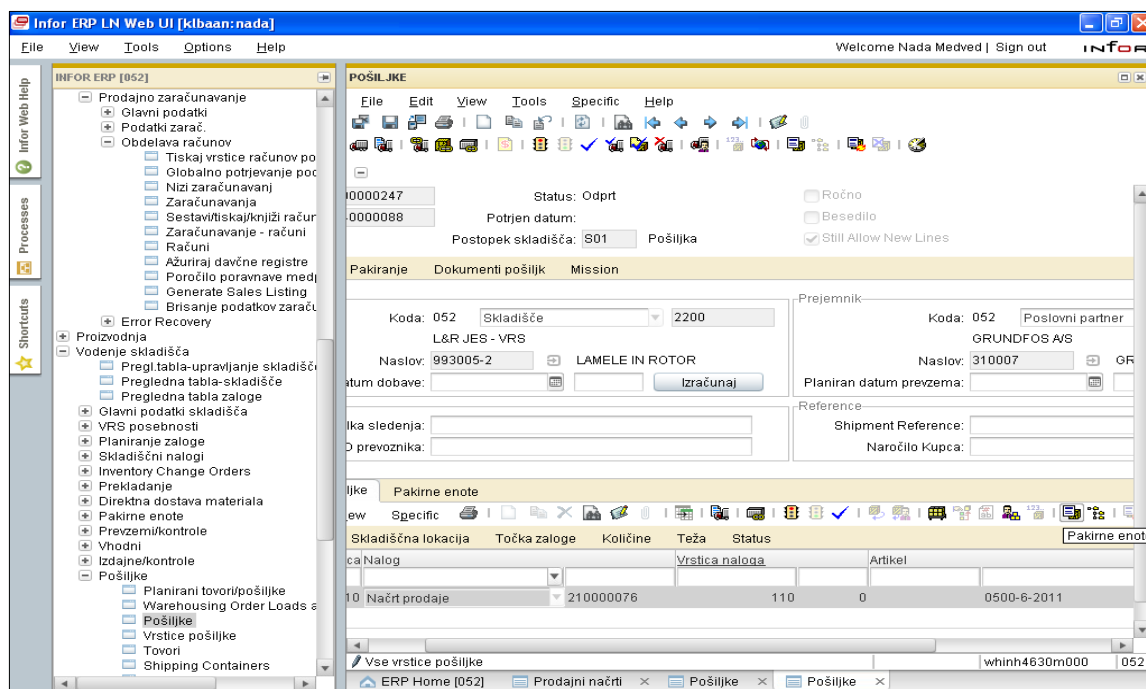 Infor ERP LN Web UI [klbaan:nada]
File View Tools Options Help
Welcome Nada Medved | Sign out
infor
Infor Web Help
Processes
Shortcuts
INFOR ERP [052]
Prodajno zaračunavanje
Glavni podatki
Podatki zarač.
Obdelava računov
Tiskaj vrstice računov po
Globalno potrjevanje poc
Nizi zaračunavanj
Zaračunavanja
Sestavi/tiskaj/knjiži račur
Zaračunavanje - računi
Računi
Ažuriraj davčne registre
Poročilo poravnave medp
Generate Sales Listing
Brisanje podatkov zaraču
Error Recovery
Proizvodnja
Vodenje skladišča
Pregl.tabla-upravljanje skladišč
Pregledna tabla-skladišče
Pregledna tabla zaloge
Glavni podatki skladišča
VRS posebnosti
Planiranje zaloge
Skladiščni nalogi
Inventory Change Orders
Prekladanje
Direktna dostava materiala
Pakirne enote
Prevzemi/kontrole
Vhodni
Izdajne/kontrole
Pošiljke
Planirani tovori/pošiljke
Warehousing Order Loads a
Pošiljke
Vrstice pošiljke
Tovori
Shipping Containers
POŠILJKE
File Edit View Tools Specific Help
00000247 Status: Odprt Ročno
0000088 Potrjen datum: Besedilo
Postopek skladišča: S01 Pošiljka Still Allow New Lines
Pakiranje Dokumenti pošiljk Mission
Prejemnik
Koda: 052 Skladišče 2200 Koda: 052 Poslovni partner
L&R JES - VRS GRUNDFOS A/S
Naslov: 993005-2 LAMELE IN ROTOR Naslov: 310007 GR
atum dobave: Izračunaj Planiran datum prevzema:
Reference
lka sledenja: Shipment Reference:
O prevoznika: Naročilo Kupca:
ljke Pakirne enote
ew Specific
Skladiščna lokacija Točka zaloge Količine Teža Status
Pakirne enot
ca Nalog Vrstica naloga Artikel
10 Načrt prodaje 210000076 110 0 0500-6-2011
Vse vrstice pošiljke whinh4630m000 052
ERP Home [052] Prodajni načrti Pošiljke Pošiljke